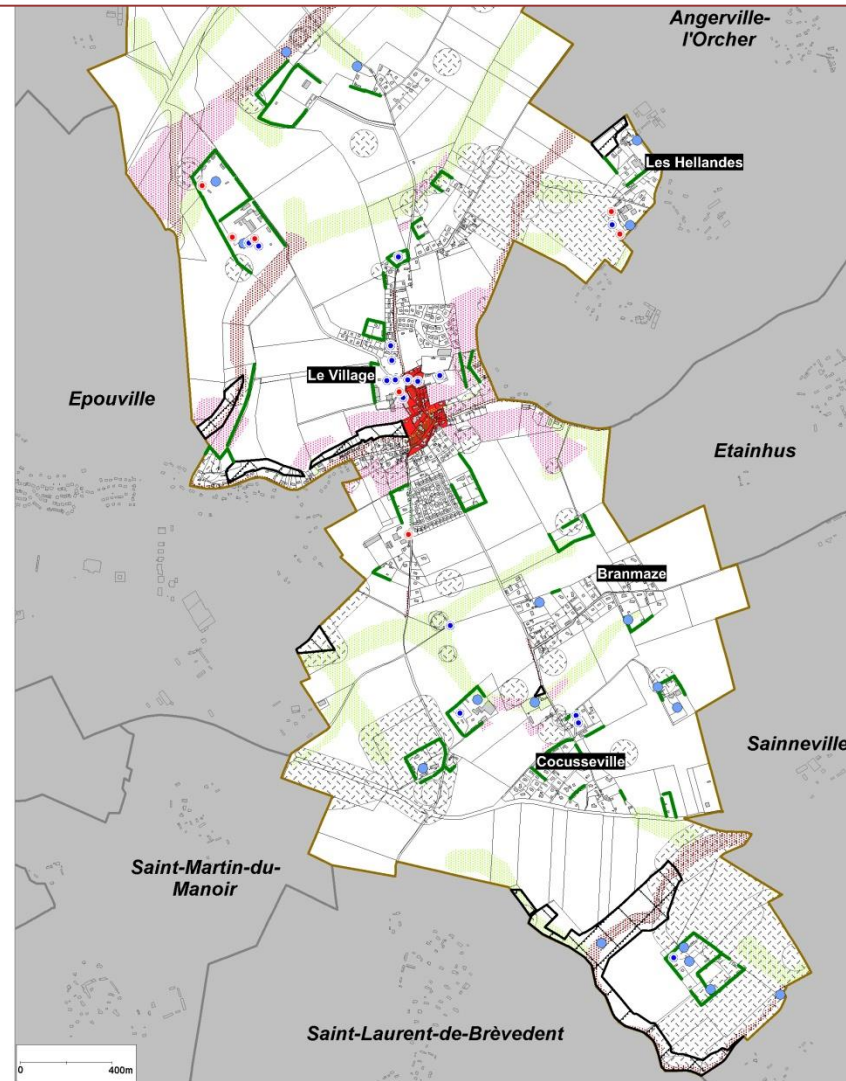 Angerville-
l'Orcher
Les Hellandes
Le Village
Epouville
Etainhus
Branmaze
Sainneville
Cocusseville
Saint-Martin-du-
Manoir
Saint-Laurent-de-Brèvedent
0 400m